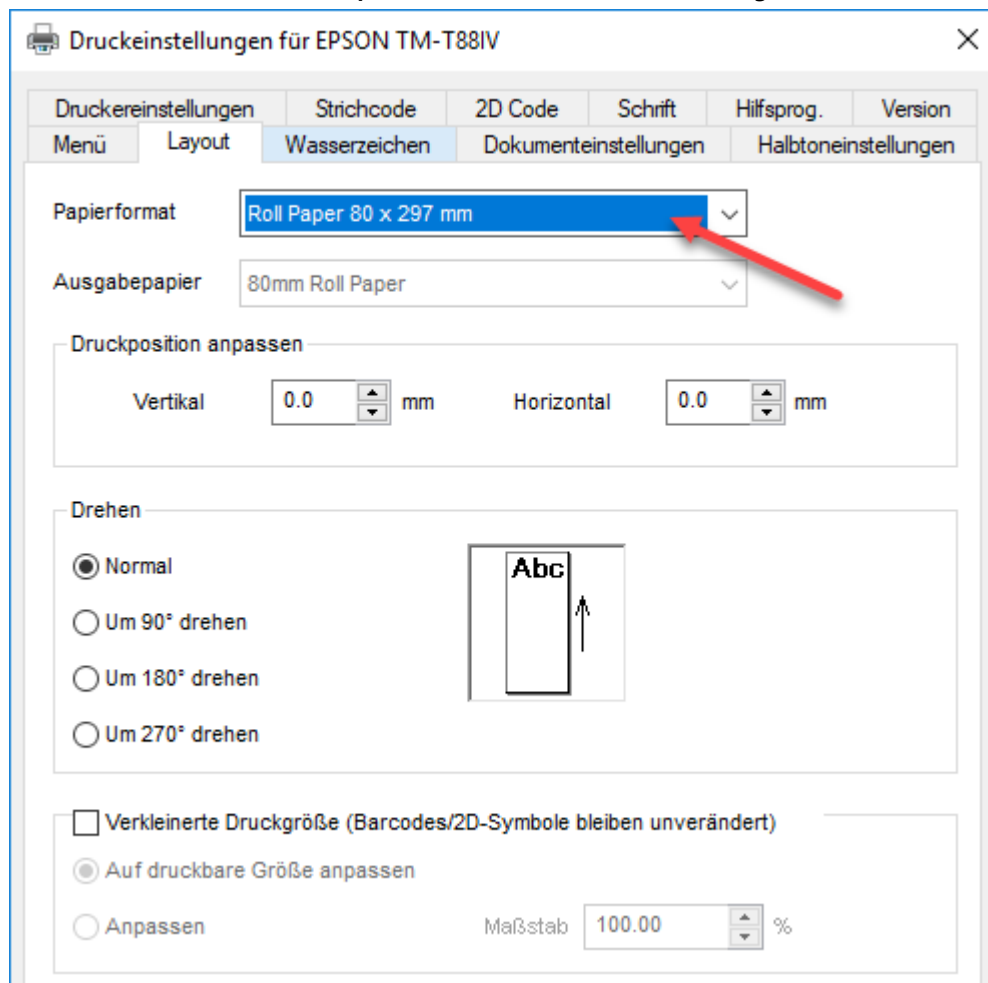 Druckeinstellungen für EPSON TM-T88IV
Druckereinstellungen Strichcode 2D Code Schrift Hilfsprog. Version
Menü Layout Wasserzeichen Dokumenteinstellungen Halbtoneinstellungen
Papierformat Roll Paper 80 x 297 mm
Ausgabepapier 80mm Roll Paper
Druckposition anpassen
Vertikal 0.0 mm Horizontal 0.0 mm
Drehen
Normal
Abc
Um 90° drehen
Um 180° drehen
Um 270° drehen
Verkleinerte Druckgröße (Barcodes/2D-Symbole bleiben unverändert)
Auf druckbare Größe anpassen
Anpassen Maßstab 100.00 %